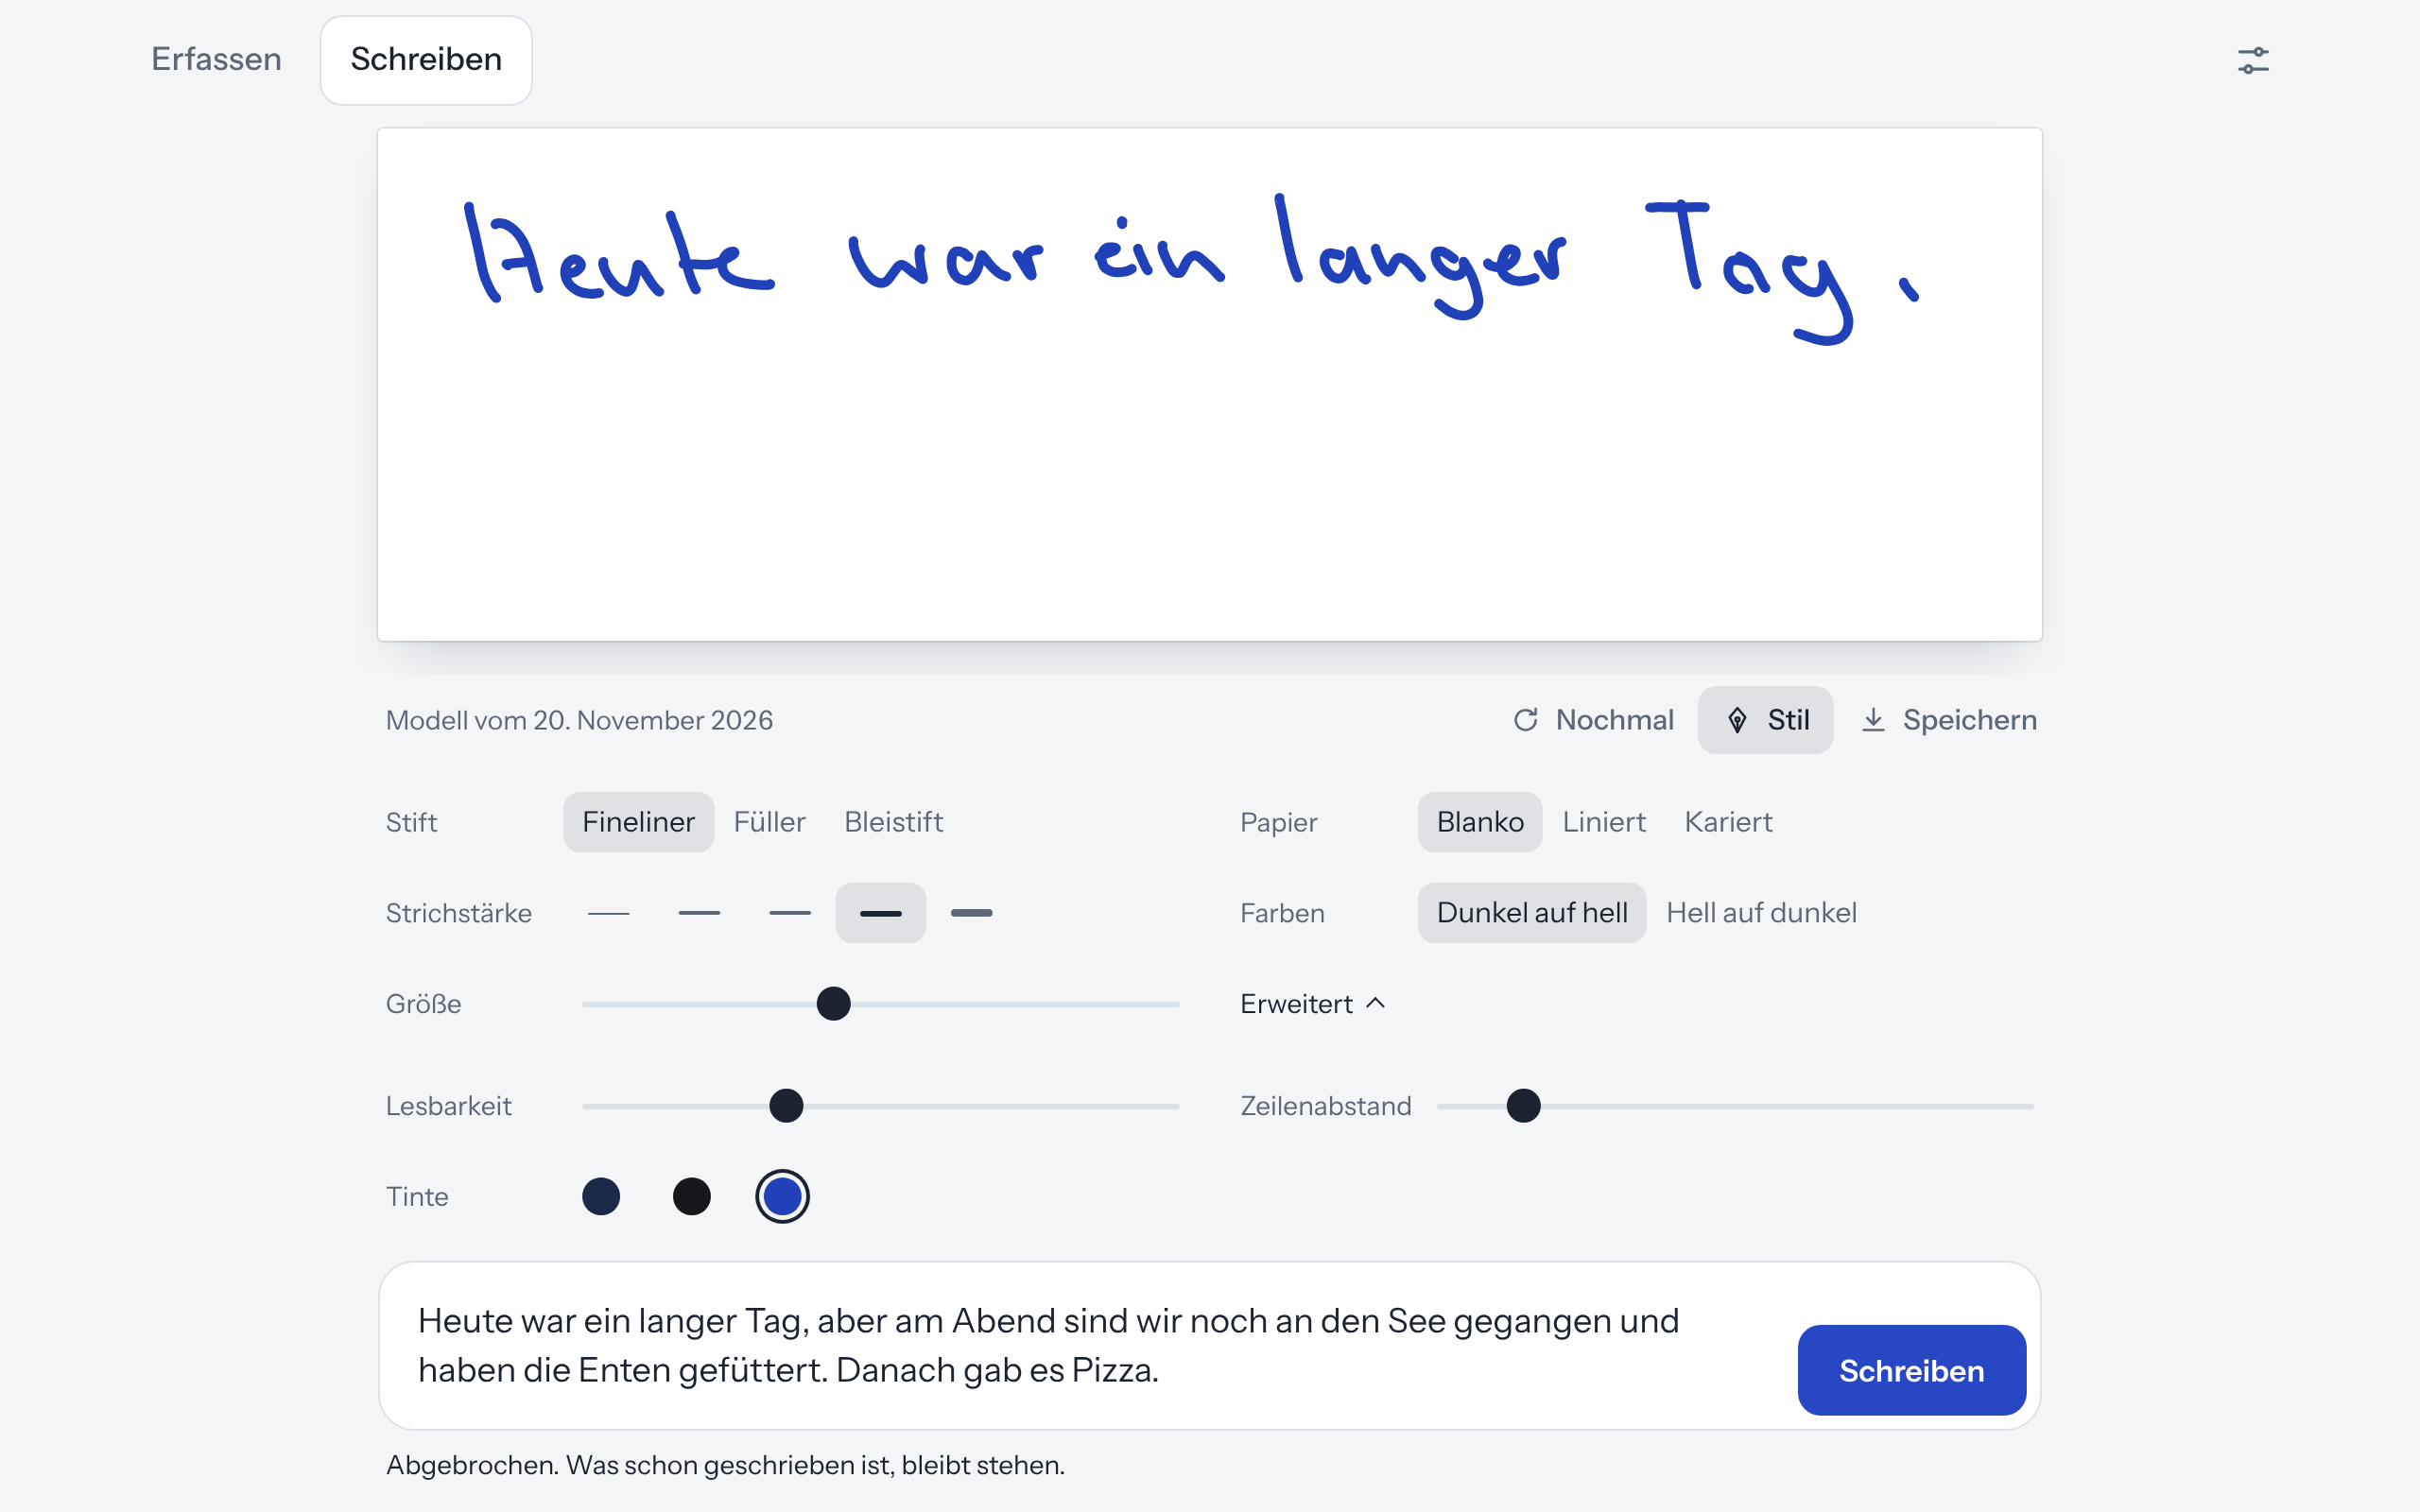 Erfassen
Schreiben
Heute war ein langer Tag,
Modell vom 20. November 2026
Nochmal
Stil
Speichern
Stift
Fineliner
Füller
Bleistift
Papier
Blanko
Liniert
Kariert
Strichstärke
Farben
Dunkel auf hell
Hell auf dunkel
Größe
Erweitert
Lesbarkeit
Zeilenabstand
Tinte
Heute war ein langer Tag, aber am Abend sind wir noch an den See gegangen und
haben die Enten gefüttert. Danach gab es Pizza.
Schreiben
Abgebrochen. Was schon geschrieben ist, bleibt stehen.